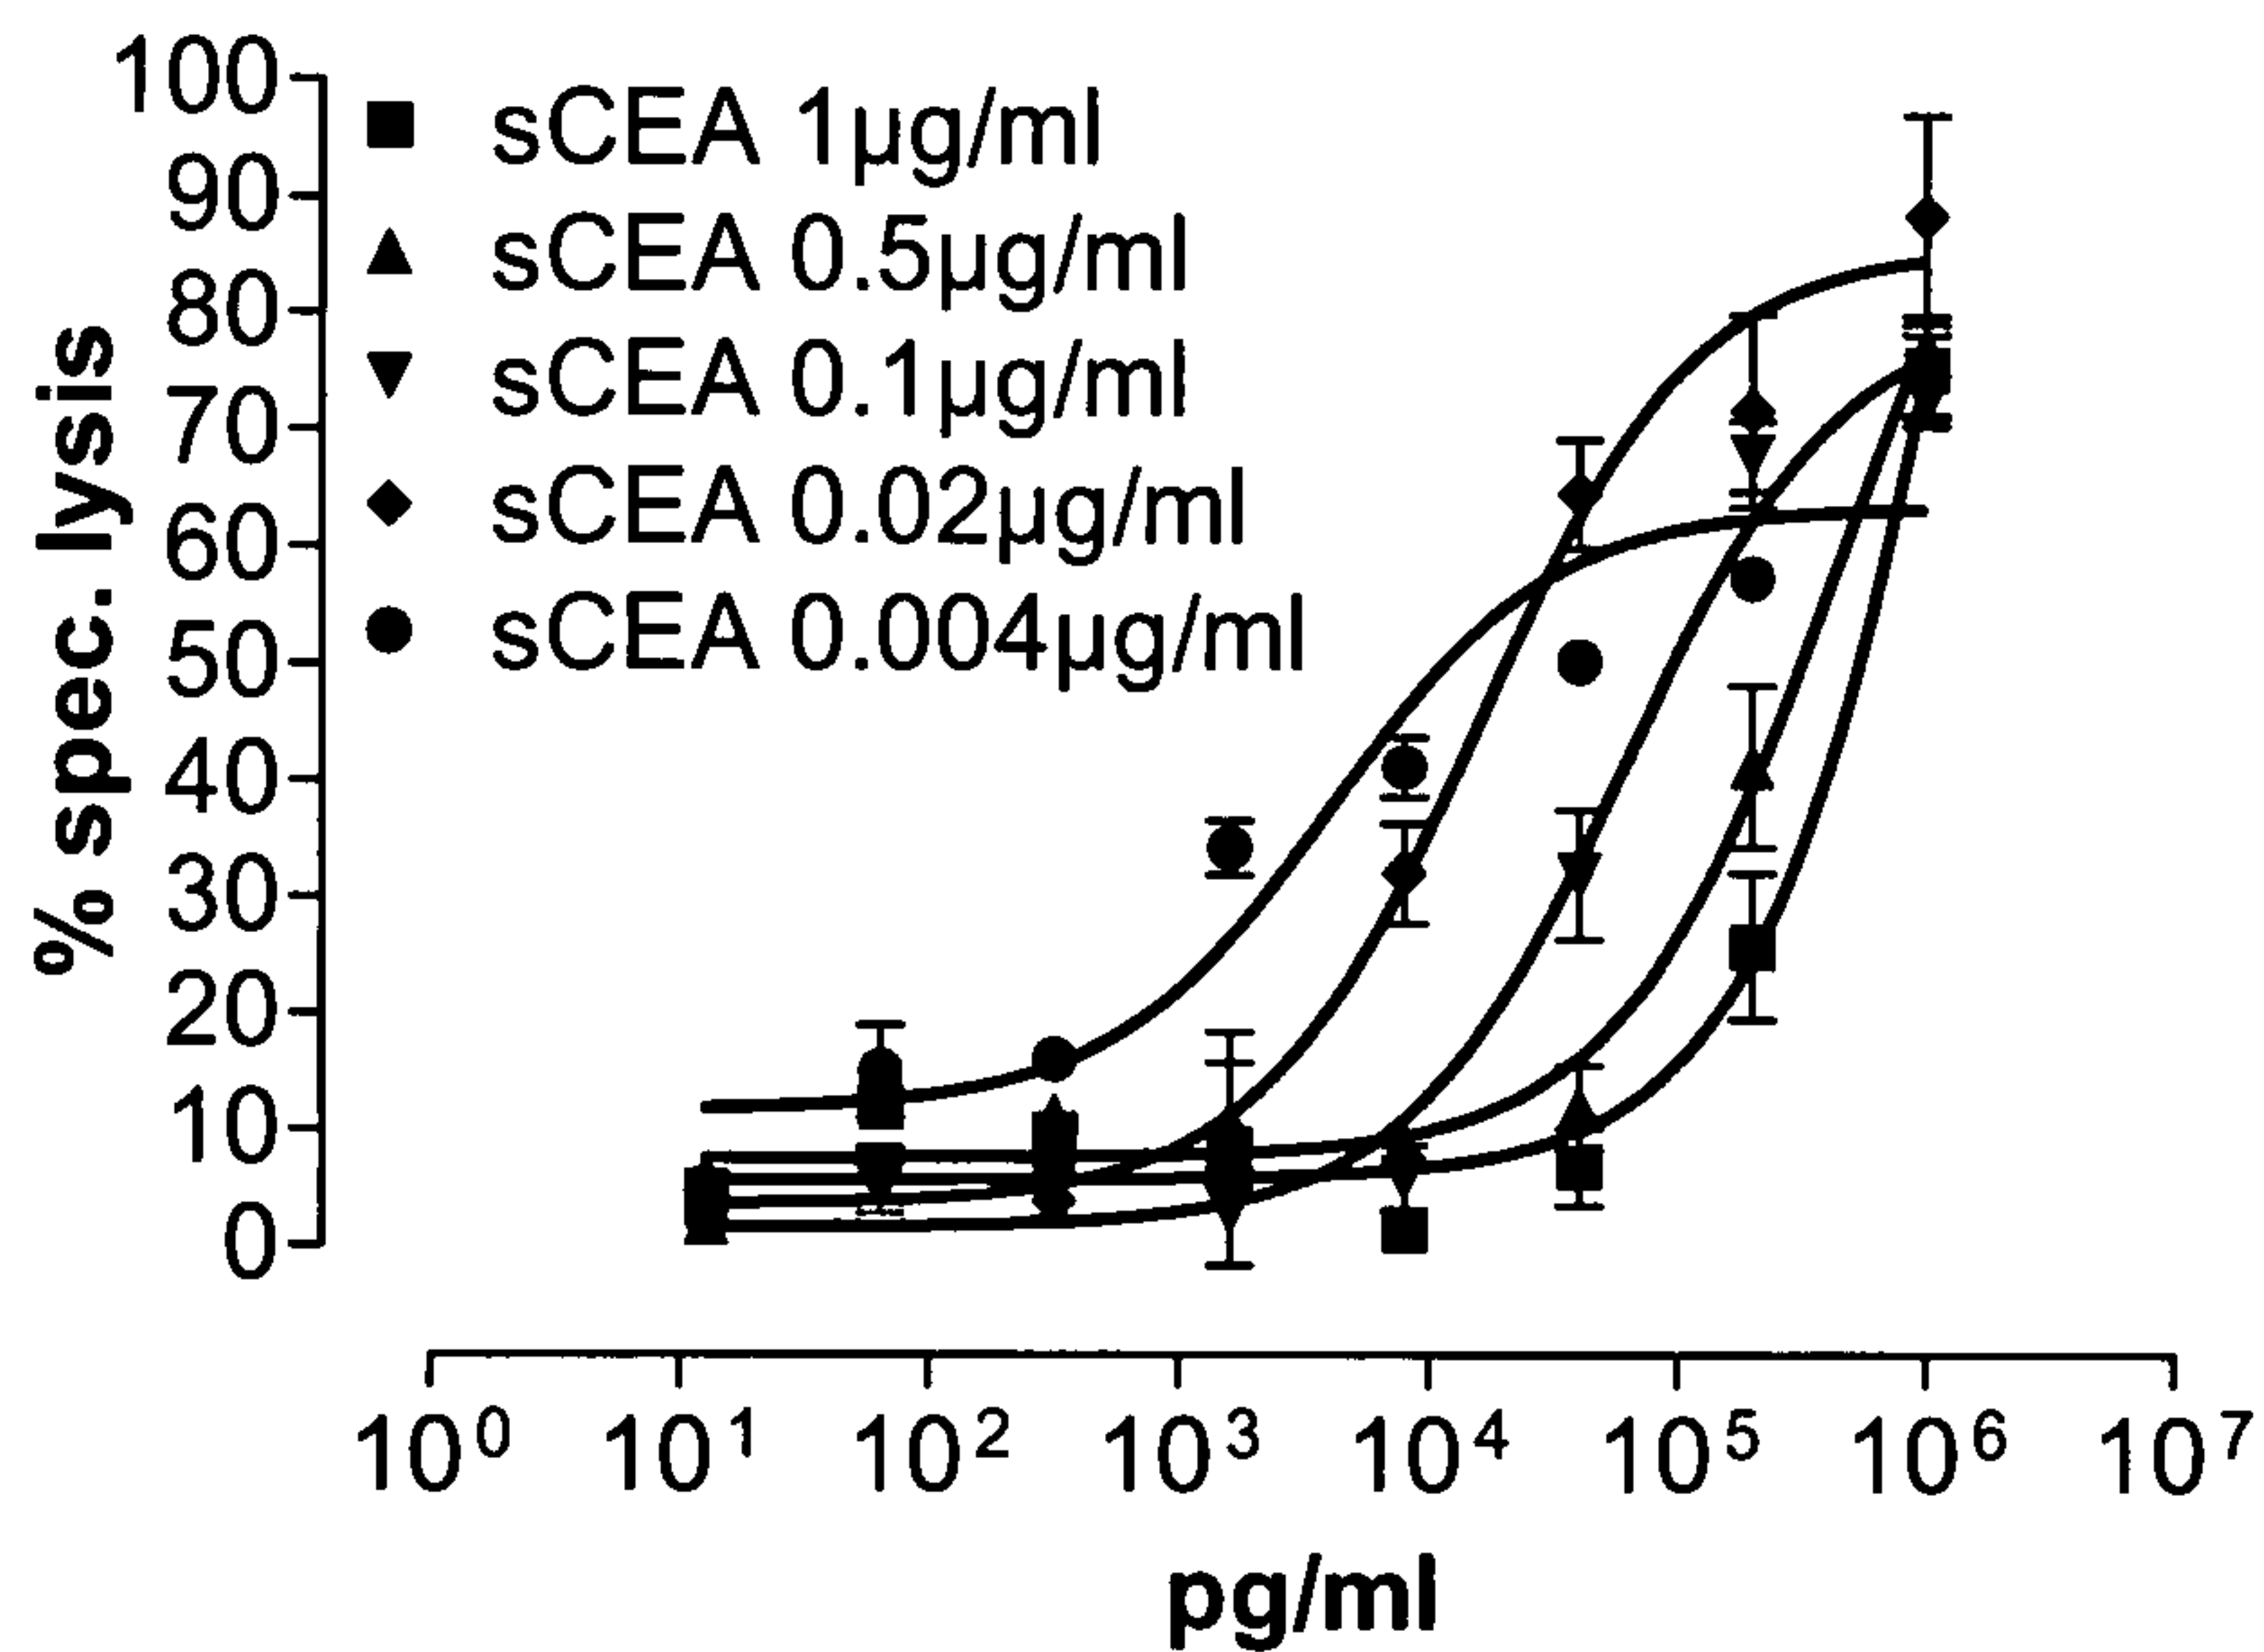 100
90
80
70
60
50
40
30
20
10
0
% spec. lysis
sCEA 1µg/ml
sCEA 0.5µg/ml
sCEA 0.1µg/ml
sCEA 0.02µg/ml
sCEA 0.004µg/ml
10⁰ 10¹ 10² 10³ 10⁴ 10⁵ 10⁶ 10⁷
pg/ml